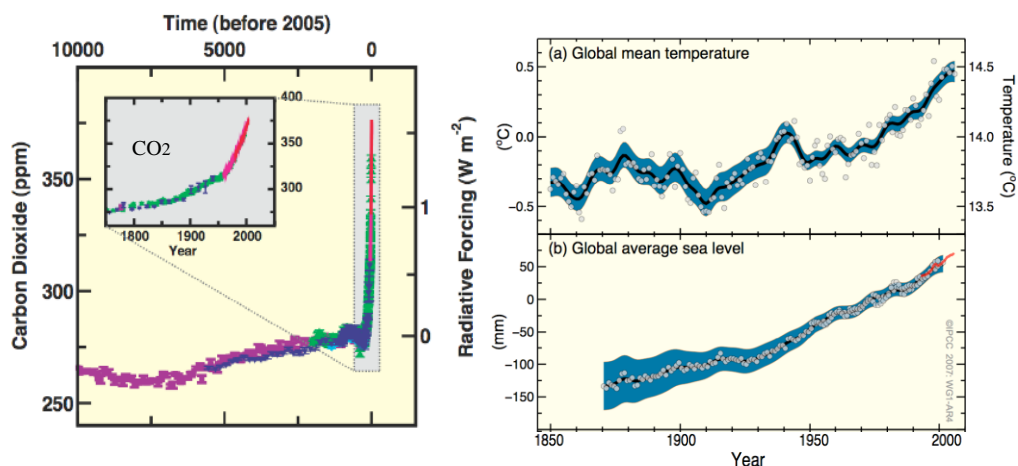 Time (before 2005)
10000 5000 0
Carbon Dioxide (ppm)
350
300
250
400
350
300
CO2
1800 1900 2000
Year
Radiative Forcing (W m⁻²)
1
0
(a) Global mean temperature
(ºC)
0.5
0.0
-0.5
Temperature (ºC)
14.5
14.0
13.5
(b) Global average sea level
(mm)
50
0
-50
-100
-150
©IPCC 2007: WG1-AR4
1850 1900 1950 2000
Year